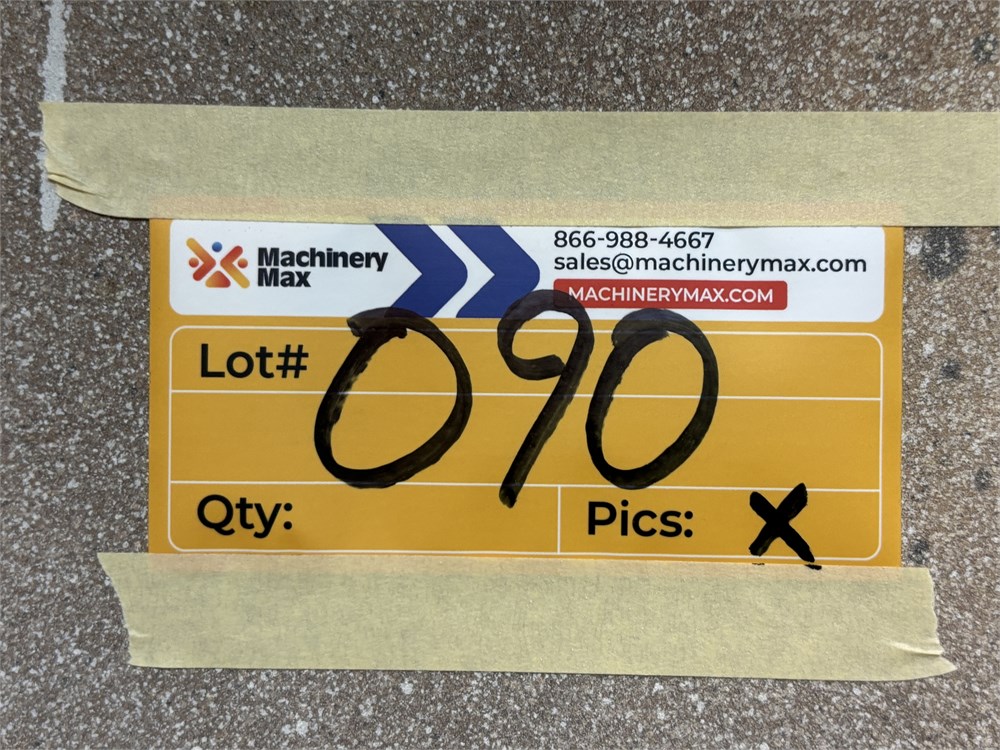 Machinery
Max
866-988-4667
sales@machinerymax.com
MACHINERYMAX.COM
Lot# 090
Qty:
Pics: X